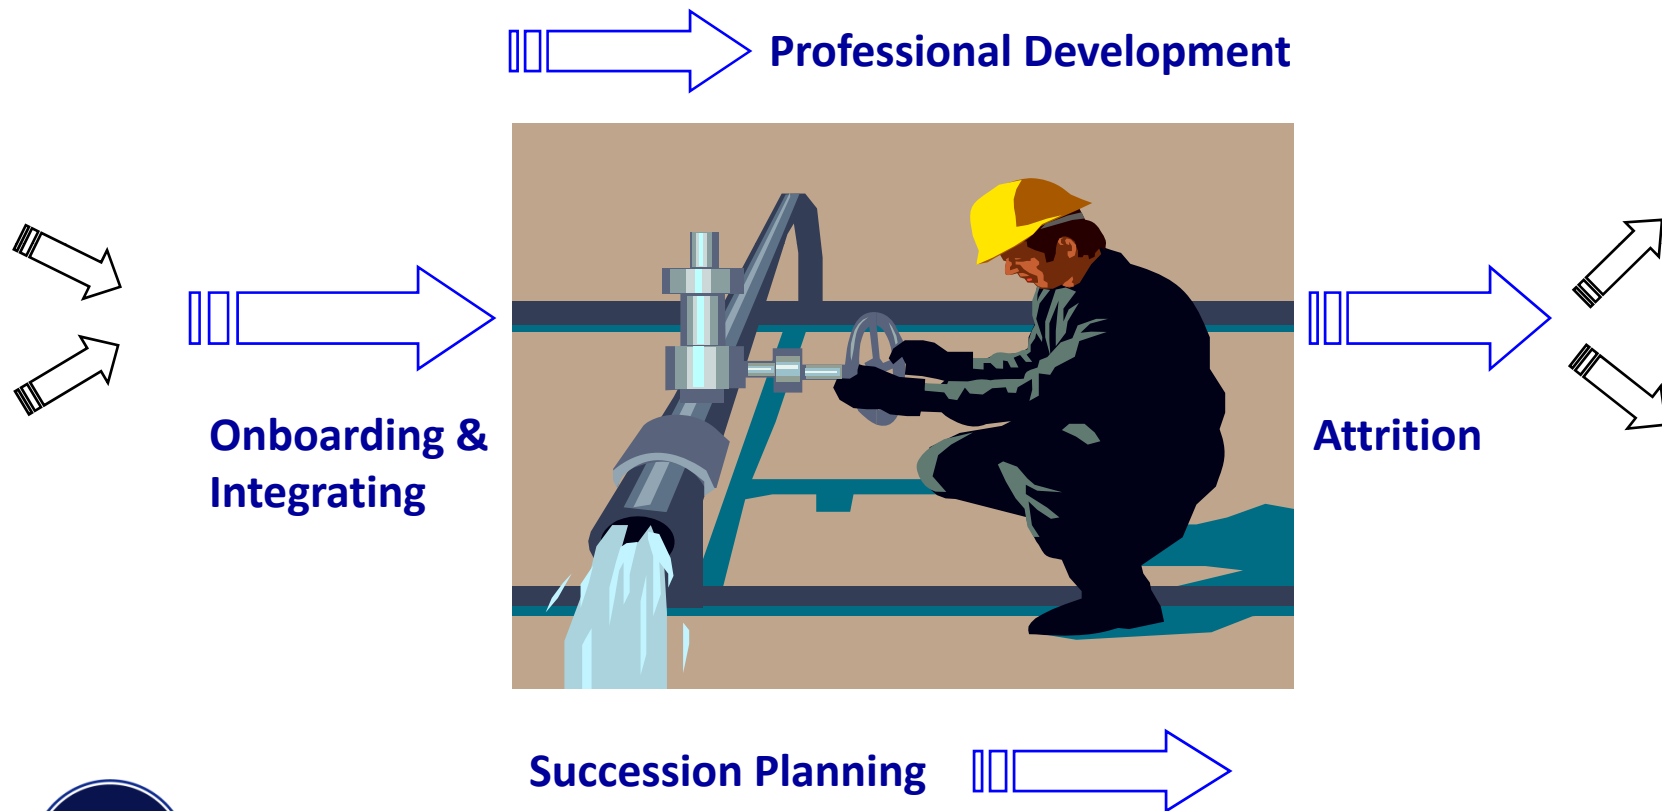 Professional Development
Onboarding &
Integrating
Attrition
Succession Planning